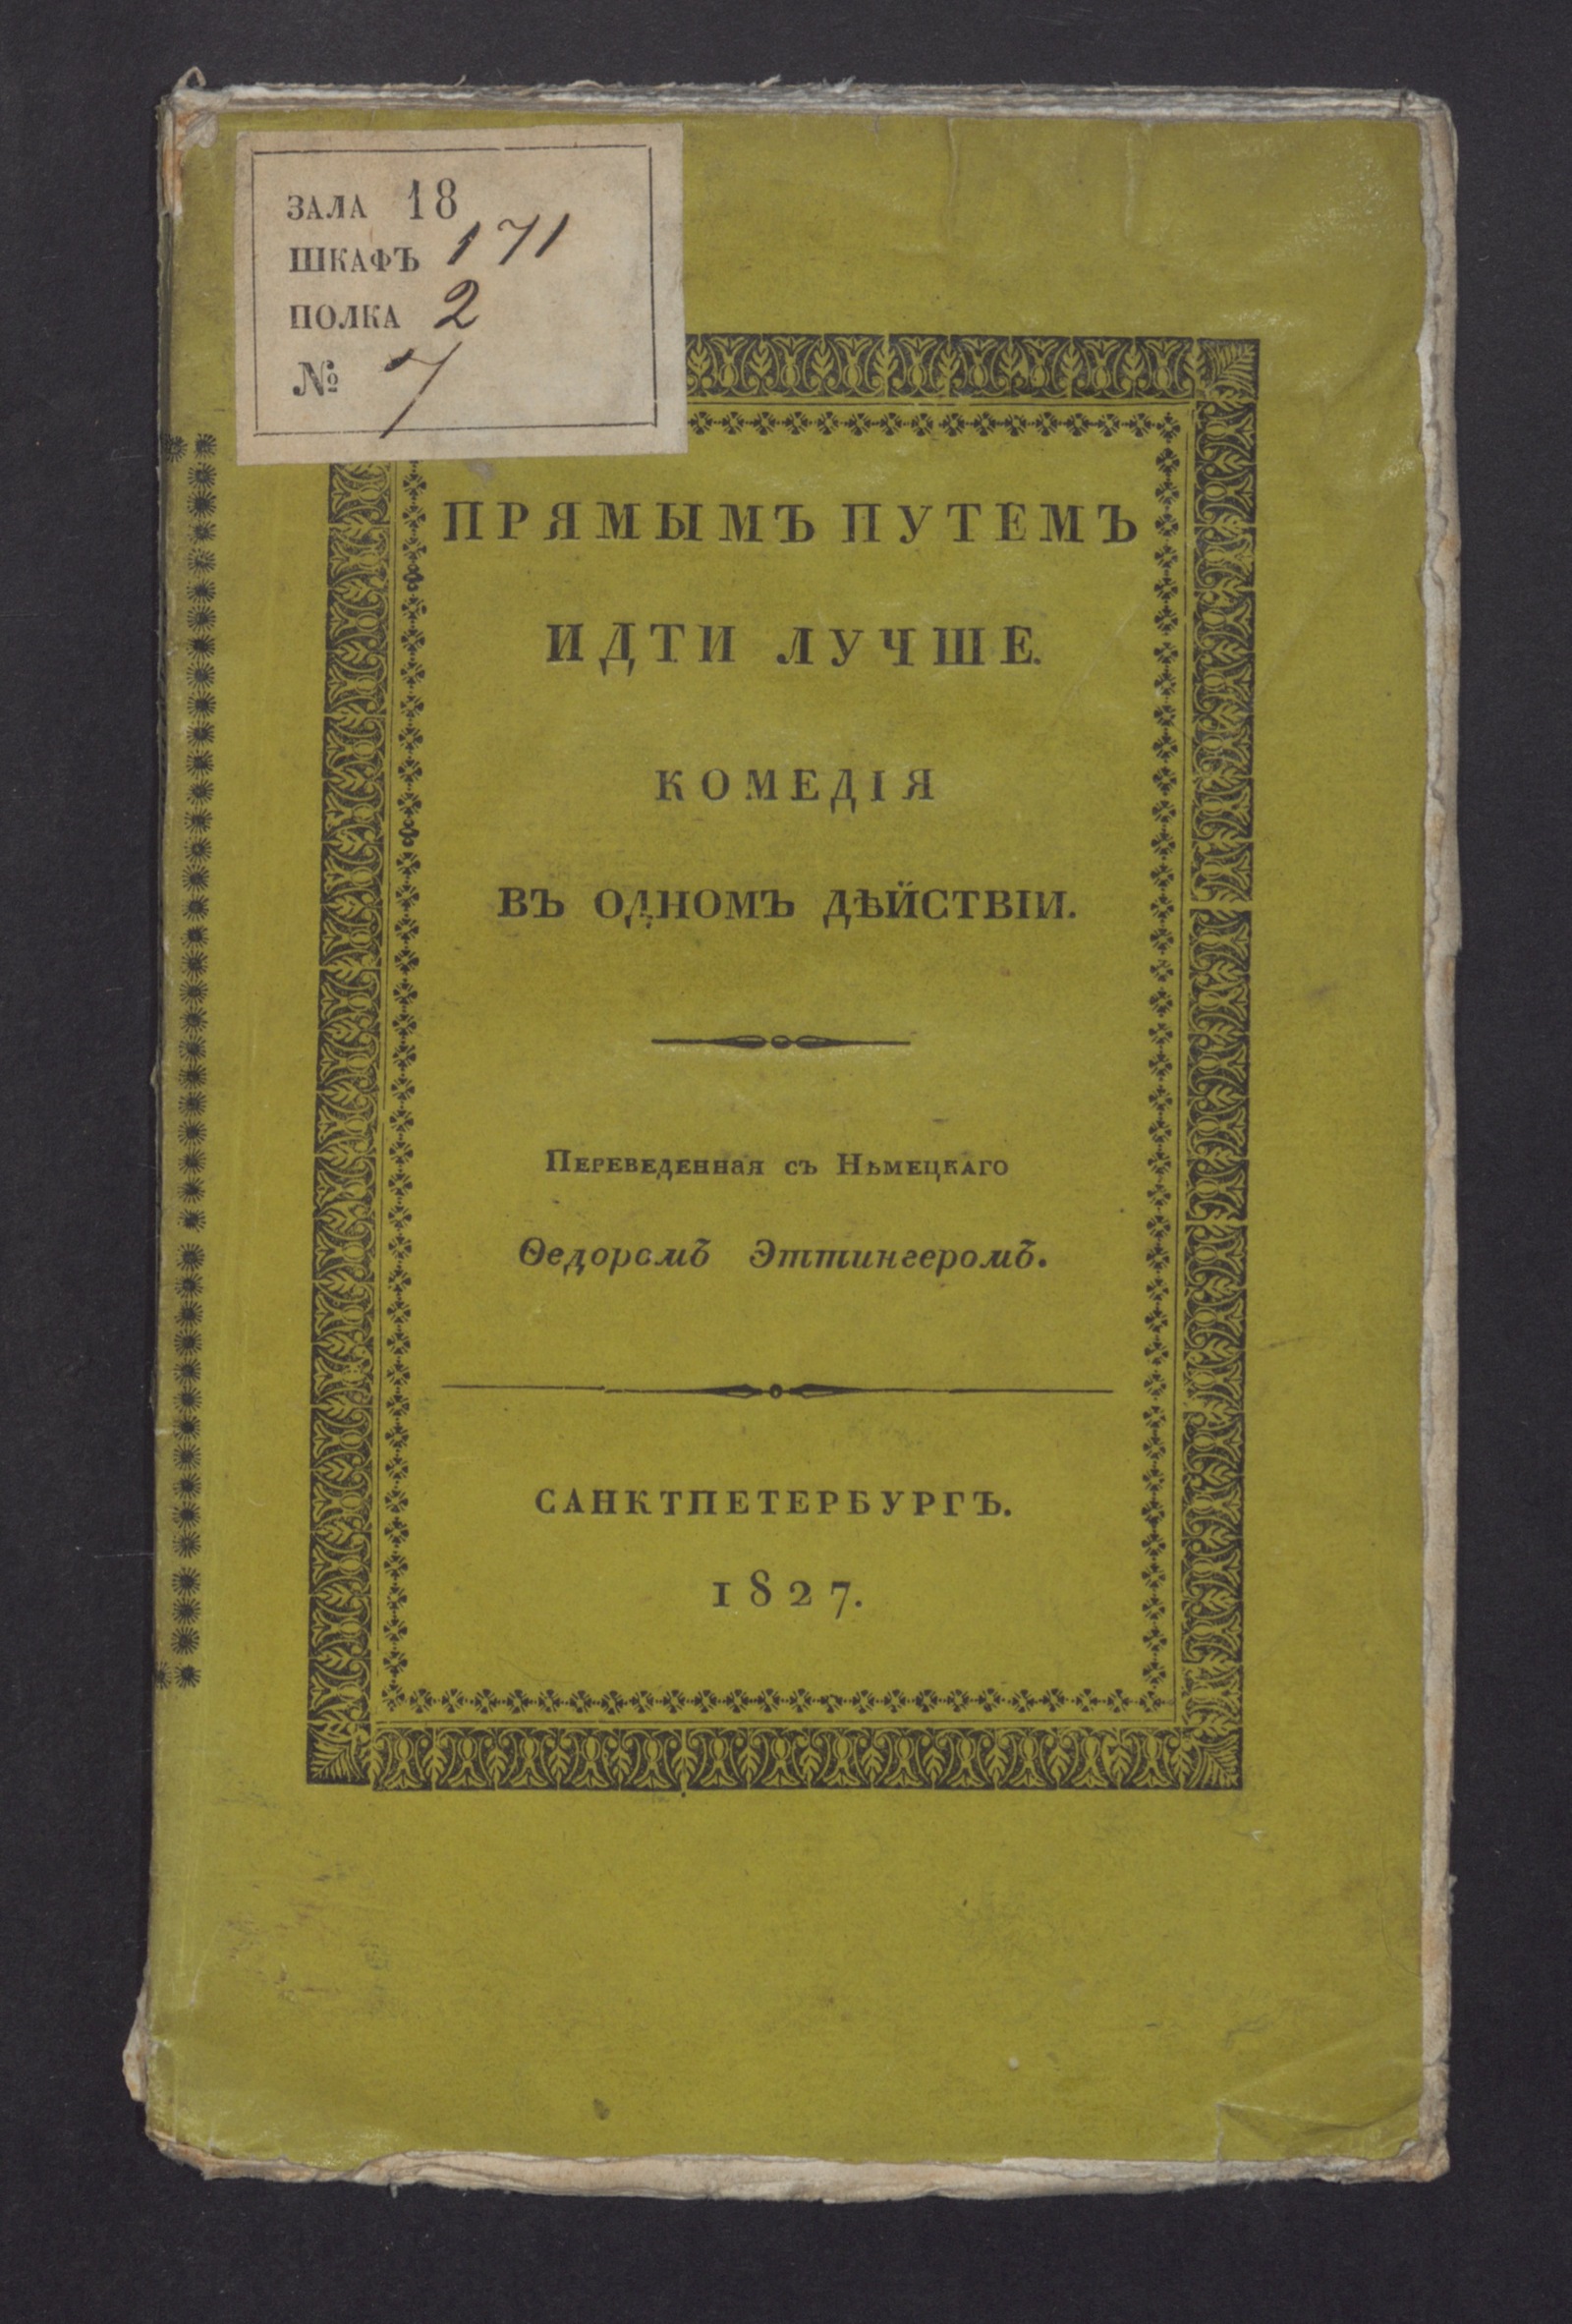 ЗАЛА 18
ШКАФЪ 171
ПОЛКА 2
№ 7
ПРЯМЫМЪ ПУТЕМЪ
ИДТИ ЛУЧШЕ.
КОМЕДІЯ
ВЪ ОДНОМЪ ДѢЙСТВІИ.
Переведенная съ Нѣмецкаго
Ѳедоромъ Эттингеромъ.
САНКТПЕТЕРБУРГЪ.
1827.